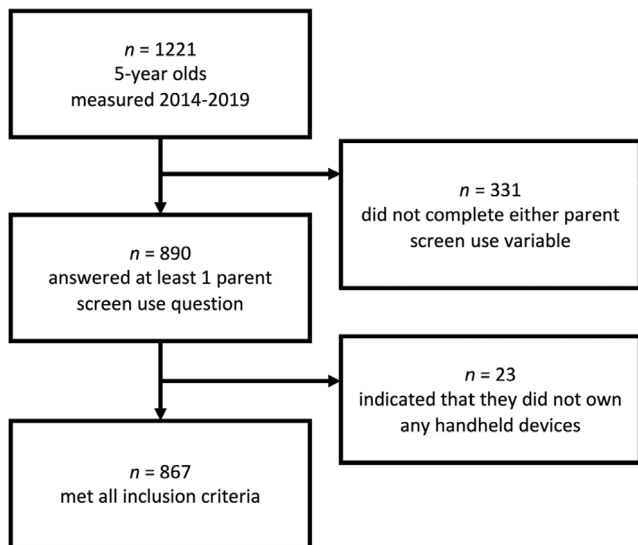 n = 1221
5-year olds
measured 2014-2019
n = 331
did not complete either parent
screen use variable
n = 890
answered at least 1 parent
screen use question
n = 23
indicated that they did not own
any handheld devices
n = 867
met all inclusion criteria